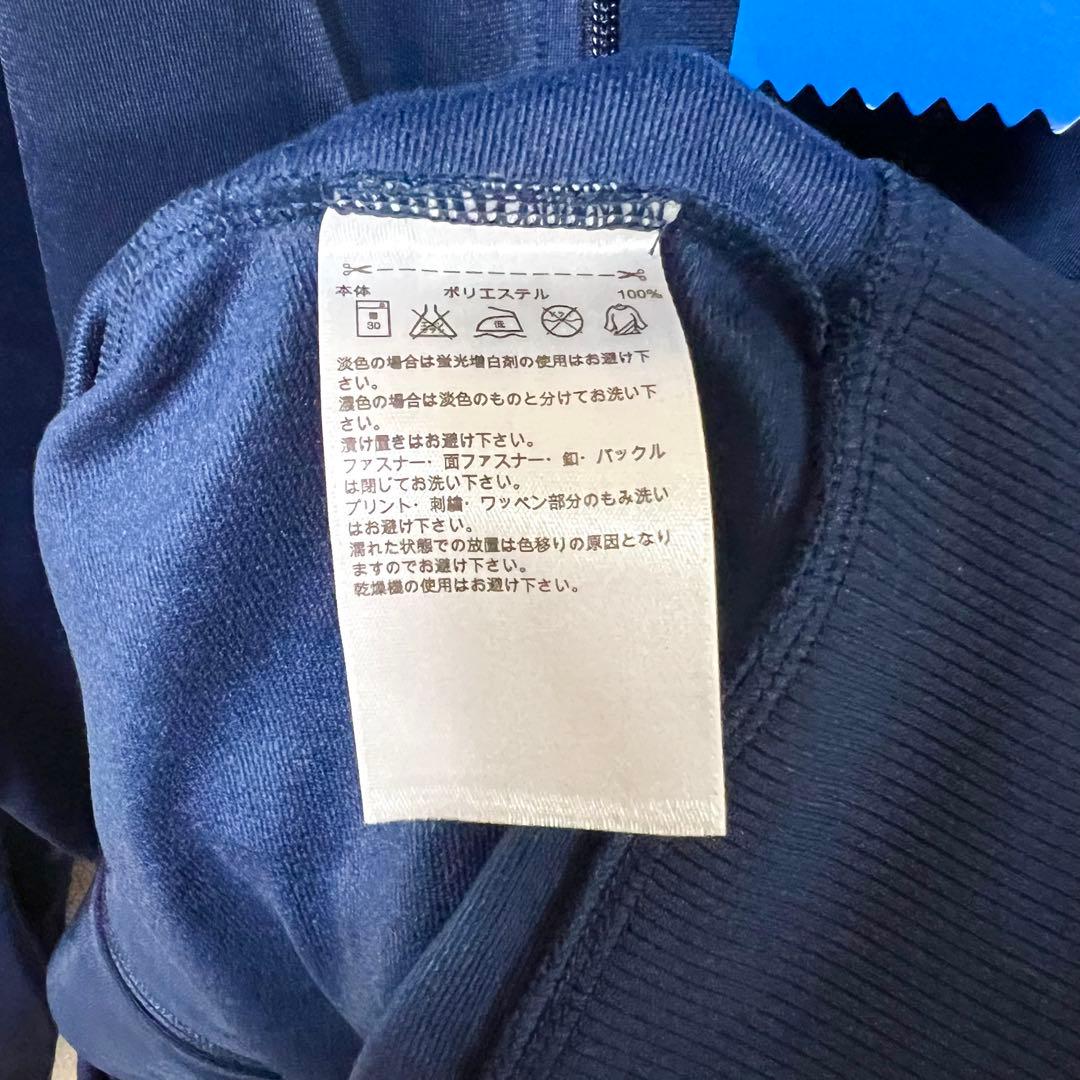 本体 ポリエステル 100%
30 低
淡色の場合は蛍光増白剤の使用はお避け下
さい。
濃色の場合は淡色のものと分けてお洗い下
さい。
漬け置きはお避け下さい。
ファスナー・面ファスナー・釦・バックル
は閉じてお洗い下さい。
プリント・刺繍・ワッペン部分のもみ洗い
はお避け下さい。
濡れた状態での放置は色移りの原因となり
ますのでお避け下さい。
乾燥機の使用はお避け下さい。